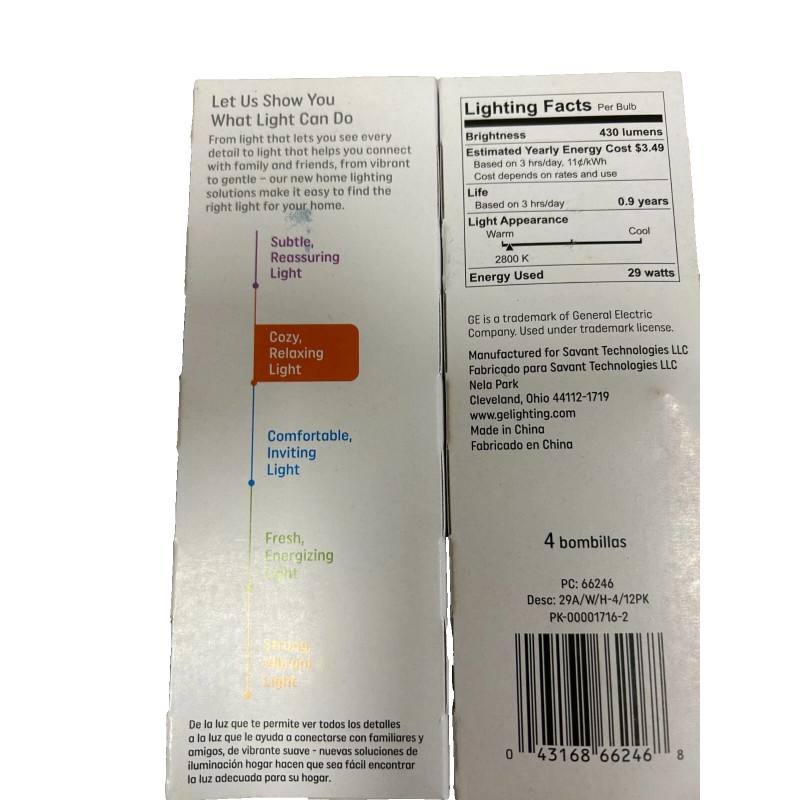 Let Us Show You
What Light Can Do
From light that lets you see every
detail to light that helps you connect
with family and friends, from vibrant
to gentle – our new home lighting
solutions make it easy to find the
right light for your home.
Subtle,
Reassuring
Light
Cozy,
Relaxing
Light
Comfortable,
Inviting
Light
Fresh,
Energizing
Light
Strong,
Vibrant
Light
De la luz que te permite ver todos los detalles
a la luz que le ayuda a conectarse con familiares y
amigos, de vibrante suave - nuevas soluciones de
iluminación hogar hacen que sea fácil encontrar
la luz adecuada para su hogar.
Lighting Facts Per Bulb
Brightness 430 lumens
Estimated Yearly Energy Cost $3.49
Based on 3 hrs/day, 11¢/kWh
Cost depends on rates and use
Life
Based on 3 hrs/day 0.9 years
Light Appearance
Warm Cool
2800 K
Energy Used 29 watts
GE is a trademark of General Electric
Company. Used under trademark license.
Manufactured for Savant Technologies LLC
Fabricado para Savant Technologies LLC
Nela Park
Cleveland, Ohio 44112-1719
www.gelighting.com
Made in China
Fabricado en China
4 bombillas
PC: 66246
Desc: 29A/W/H-4/12PK
PK-00001716-2
0 43168 66246 8